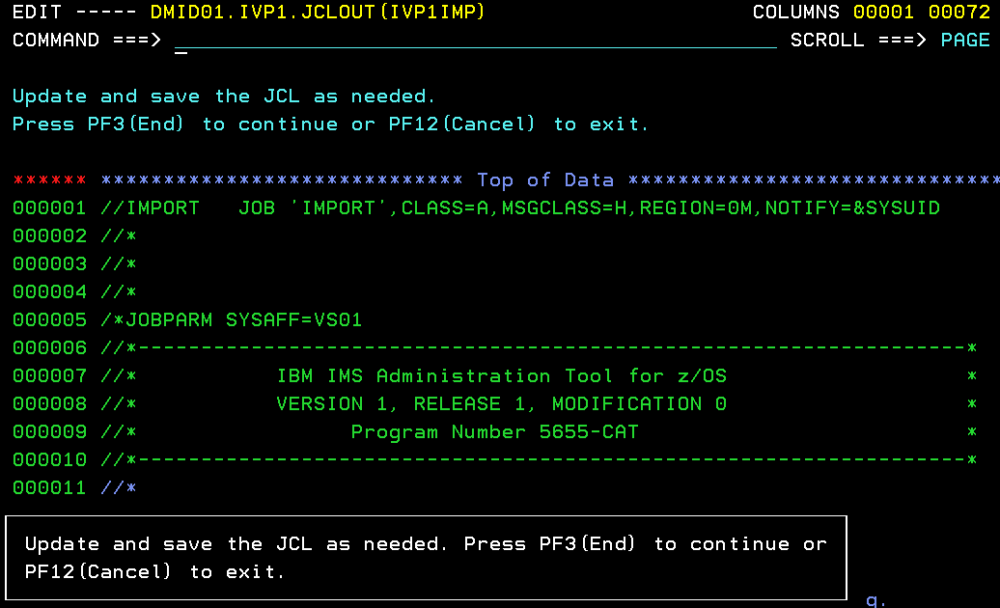 EDIT ----- DMID01.IVP1.JCLOUT(IVP1IMP) COLUMNS 00001 00072
COMMAND ===> _ SCROLL ===> PAGE
Update and save the JCL as needed.
Press PF3(End) to continue or PF12(Cancel) to exit.
****** ***************************** Top of Data ******************************
000001 //IMPORT   JOB 'IMPORT',CLASS=A,MSGCLASS=H,REGION=0M,NOTIFY=&SYSUID
000002 //*
000003 //*
000004 //*
000005 /*JOBPARM SYSAFF=VS01
000006 //*------------------------------------------------------------------*
000007 //*           IBM IMS Administration Tool for z/OS                   *
000008 //*           VERSION 1, RELEASE 1, MODIFICATION 0                   *
000009 //*                 Program Number 5655-CAT                          *
000010 //*------------------------------------------------------------------*
000011 //*
Update and save the JCL as needed. Press PF3(End) to continue or
PF12(Cancel) to exit.